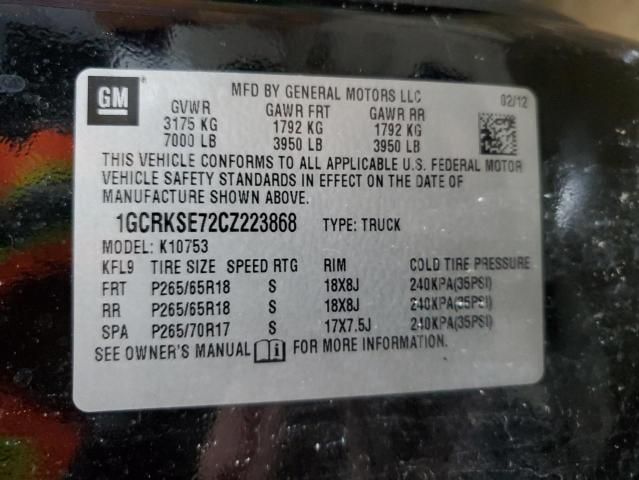 GM
MFD BY GENERAL MOTORS LLC 02/12
GVWR GAWR FRT GAWR RR
3175 KG 1792 KG 1792 KG
7000 LB 3950 LB 3950 LB
THIS VEHICLE CONFORMS TO ALL APPLICABLE U.S. FEDERAL MOTOR
VEHICLE SAFETY STANDARDS IN EFFECT ON THE DATE OF
MANUFACTURE SHOWN ABOVE.
1GCRKSE72CZ223868 TYPE: TRUCK
MODEL: K10753
KFL9 TIRE SIZE SPEED RTG RIM COLD TIRE PRESSURE
FRT P265/65R18 S 18X8J 240KPA(35PSI)
RR P265/65R18 S 18X8J 240KPA(35PSI)
SPA P265/70R17 S 17X7.5J 240KPA(35PSI)
SEE OWNER'S MANUAL i FOR MORE INFORMATION.